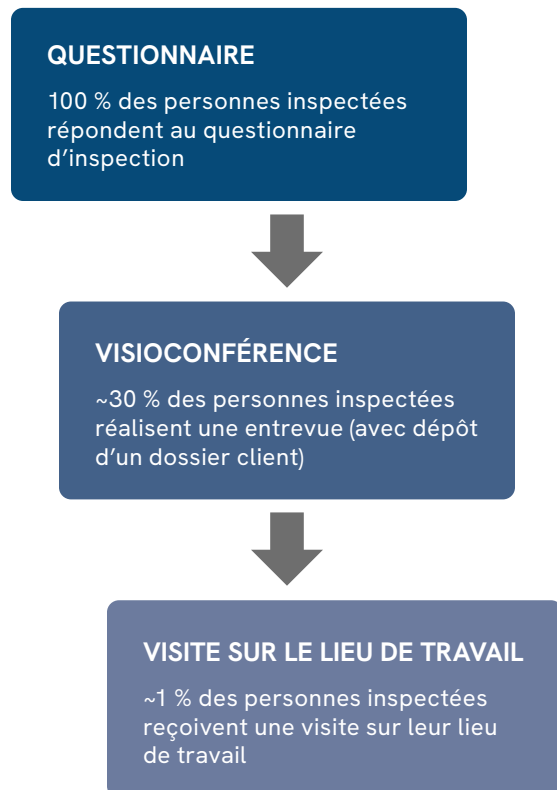 QUESTIONNAIRE
100 % des personnes inspectées
répondent au questionnaire
d’inspection
VISIOCONFÉRENCE
~30 % des personnes inspectées
réalisent une entrevue (avec dépôt
d’un dossier client)
VISITE SUR LE LIEU DE TRAVAIL
~1 % des personnes inspectées
reçoivent une visite sur leur lieu
de travail